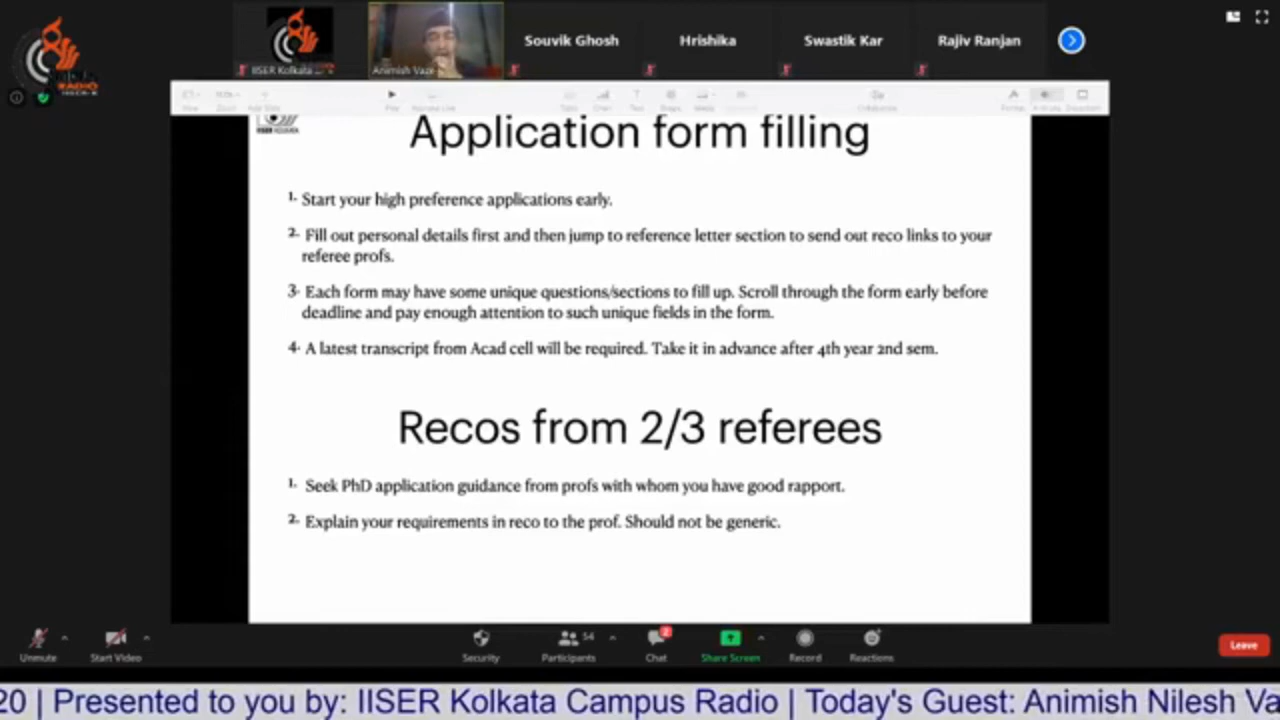 RADIO
IISER Kolkata
Animish Vaze
Souvik Ghosh
Hrishika
Swastik Kar
Rajiv Ranjan
Application form filling
1. Start your high preference applications early.
2. Fill out personal details first and then jump to reference letter section to send out reco links to your
referee profs.
3. Each form may have some unique questions/sections to fill up. Scroll through the form early before
deadline and pay enough attention to such unique fields in the form.
4. A latest transcript from Acad cell will be required. Take it in advance after 4th year 2nd sem.
Recos from 2/3 referees
1. Seek PhD application guidance from profs with whom you have good rapport.
2. Explain your requirements in reco to the prof. Should not be generic.
Unmute
Start Video
Security
Participants 54
Chat 2
Share Screen
Record
Reactions
Leave
20 | Presented to you by: IISER Kolkata Campus Radio | Today's Guest: Animish Nilesh Va